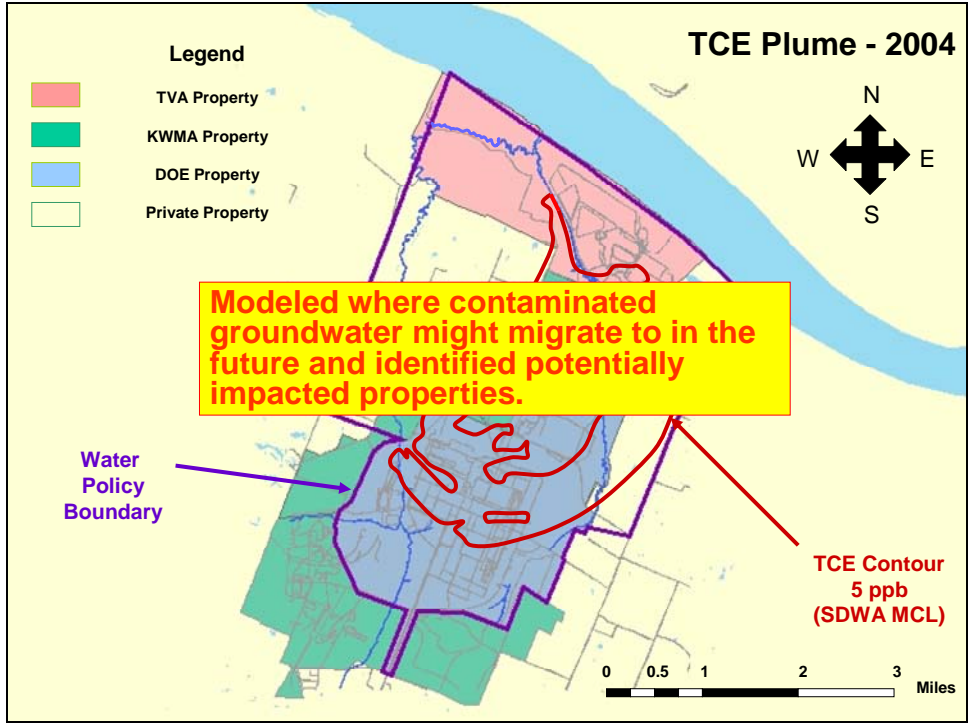 TCE Plume - 2004
Legend
TVA Property
KWMA Property
DOE Property
Private Property
N
W
E
S
Modeled where contaminated
groundwater might migrate to in the
future and identified potentially
impacted properties.
Water
Policy
Boundary
TCE Contour
5 ppb
(SDWA MCL)
0 0.5 1 2 3
Miles